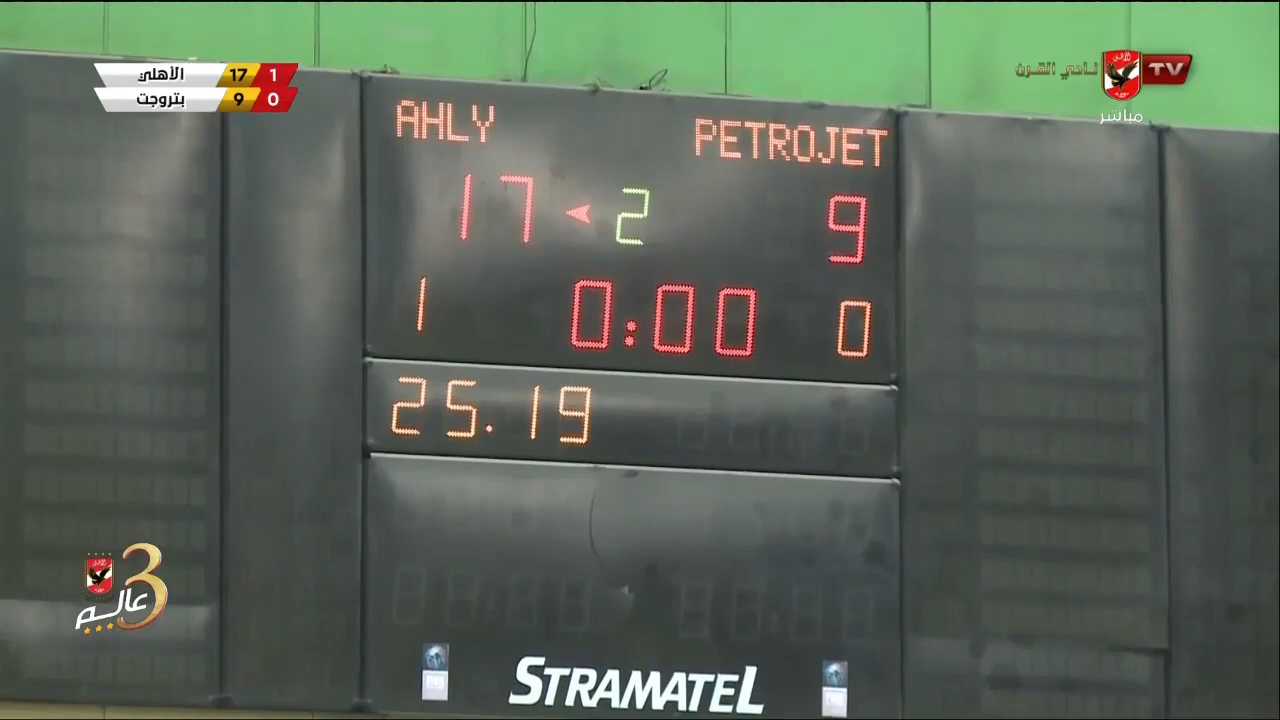 الأهلي 17 1
بتروجت 9 0
نادي القرن
TV
مباشر
AHLY PETROJET
17 2 9
1 0:00 0
25.19
3
عالم
STRAMATEL